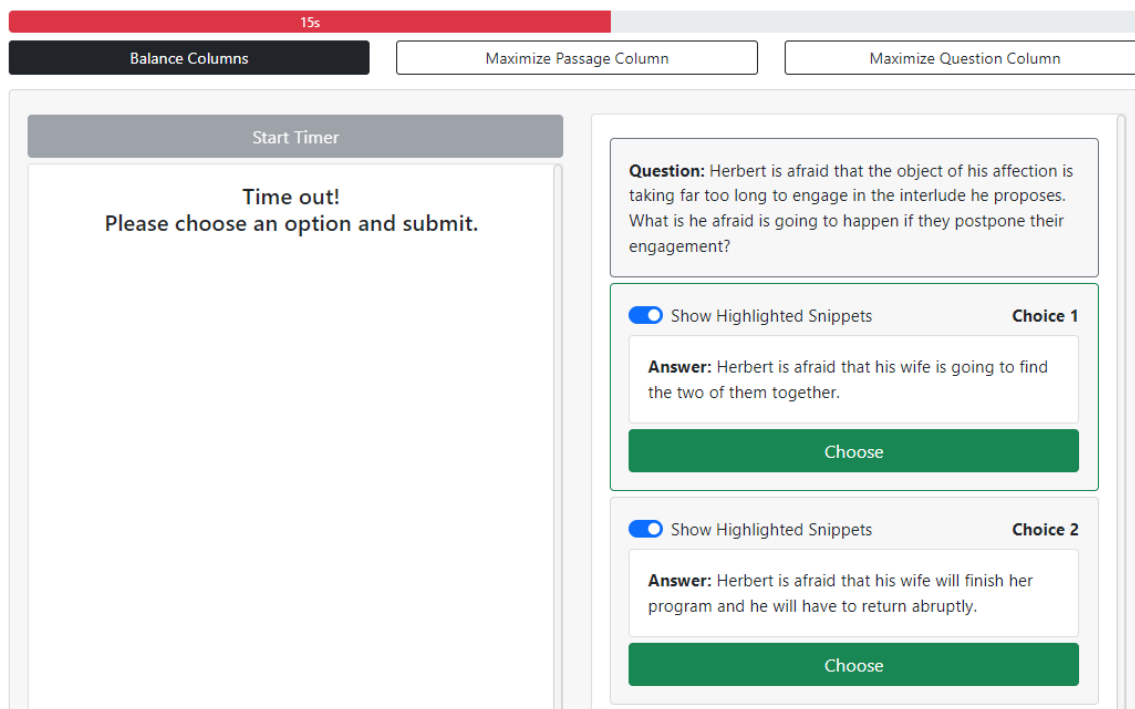 15s
Balance Columns
Maximize Passage Column
Maximize Question Column
Start Timer
Time out!
Please choose an option and submit.
Question: Herbert is afraid that the object of his affection is
taking far too long to engage in the interlude he proposes.
What is he afraid is going to happen if they postpone their
engagement?
Show Highlighted Snippets
Choice 1
Answer: Herbert is afraid that his wife is going to find
the two of them together.
Choose
Show Highlighted Snippets
Choice 2
Answer: Herbert is afraid that his wife will finish her
program and he will have to return abruptly.
Choose